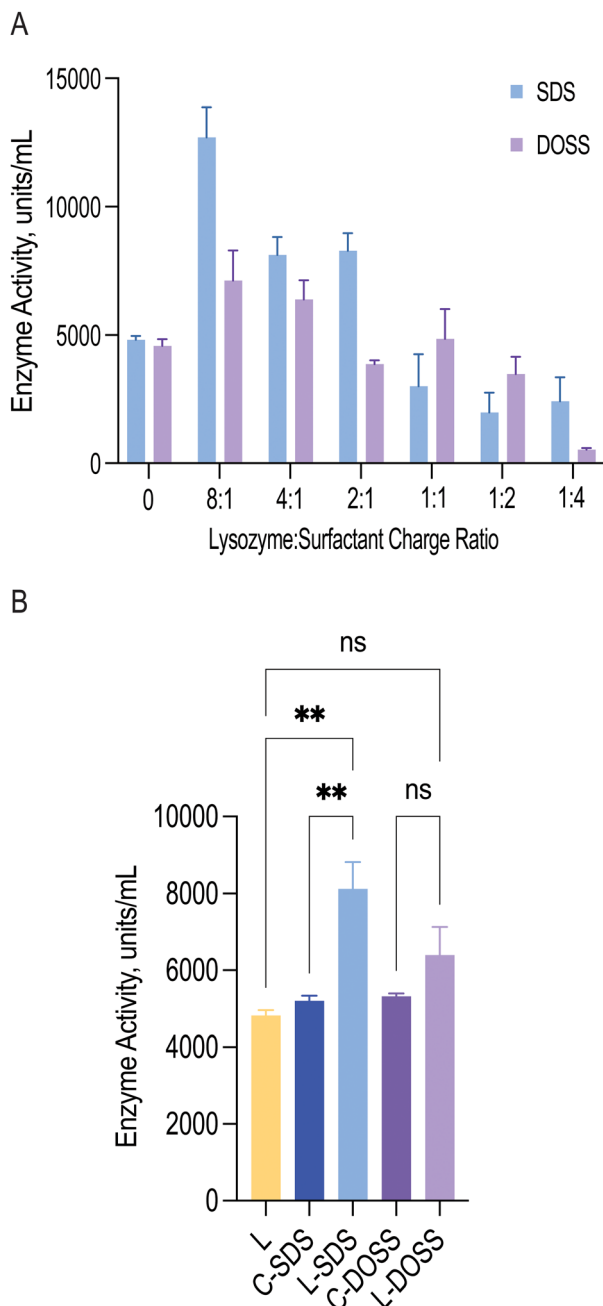 A
15000
10000
5000
0
Enzyme Activity, units/mL
SDS
DOSS
0 8:1 4:1 2:1 1:1 1:2 1:4
Lysozyme:Surfactant Charge Ratio
B
ns
**
** ns
10000
8000
6000
4000
2000
0
Enzyme Activity, units/mL
L C-SDS L-SDS C-DOSS L-DOSS